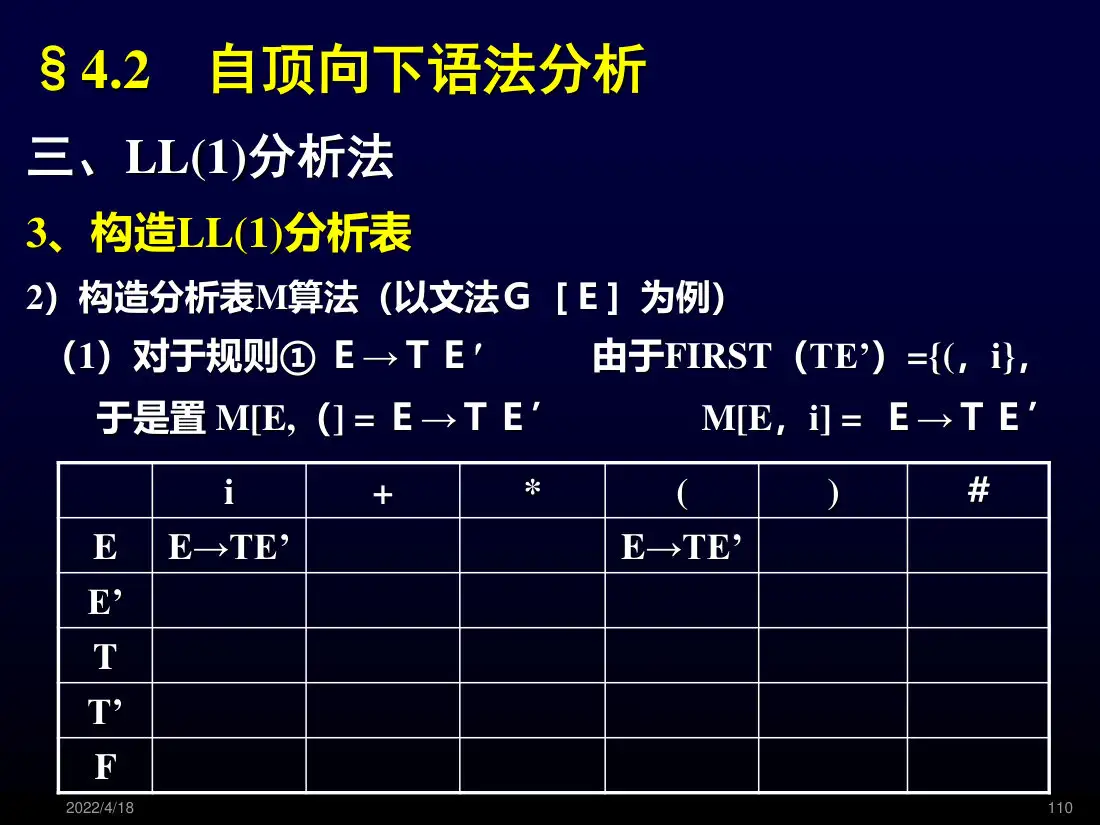 §4.2 自顶向下语法分析
三、LL(1)分析法
3、构造LL(1)分析表
2）构造分析表M算法（以文法Ｇ［Ｅ］为例）
（1）对于规则① Ｅ→Ｔ Ｅ′ 由于FIRST（TE’）={(，i}，
于是置 M[E,（] = Ｅ→Ｔ Ｅ′ M[E，i] = Ｅ→Ｔ Ｅ′
i + * ( ) #
E E→TE’ E→TE’
E’
T
T’
F
2022/4/18 110